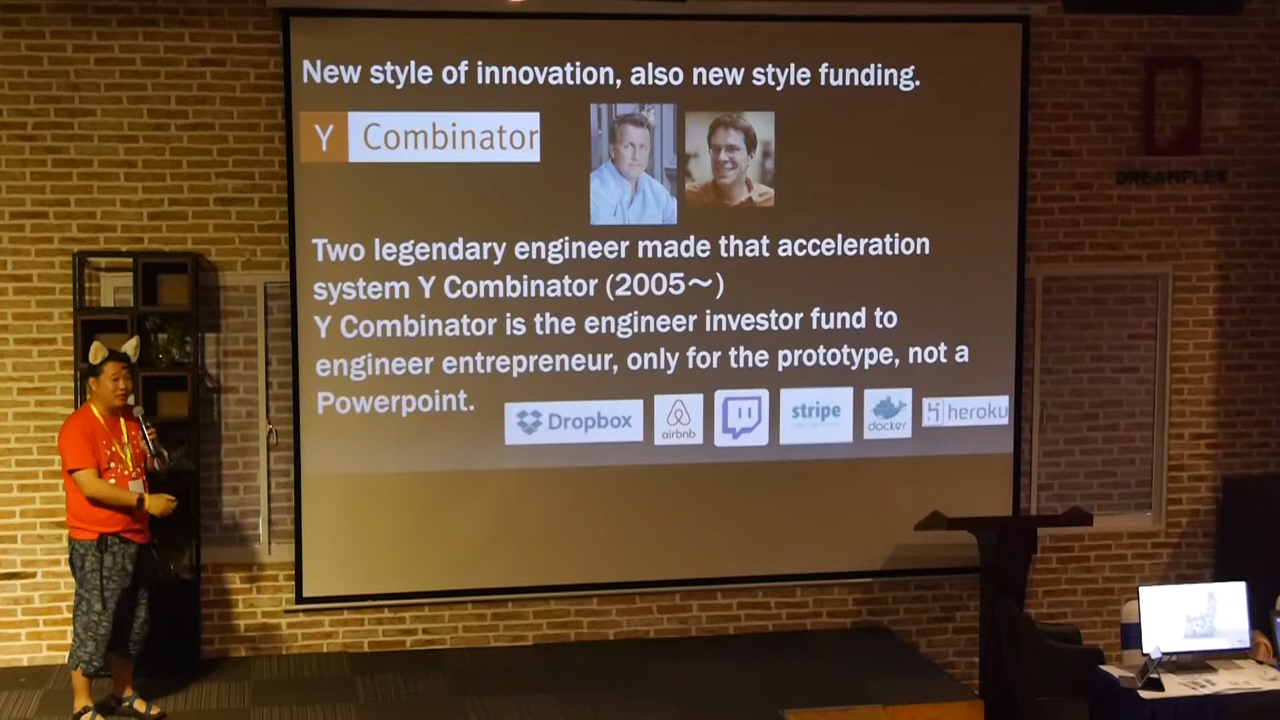 New style of innovation, also new style funding.
Y Combinator
Two legendary engineer made that acceleration
system Y Combinator (2005～)
Y Combinator is the engineer investor fund to
engineer entrepreneur, only for the prototype, not a
Powerpoint.
Dropbox
airbnb
stripe
docker
heroku
DREAMPLEX